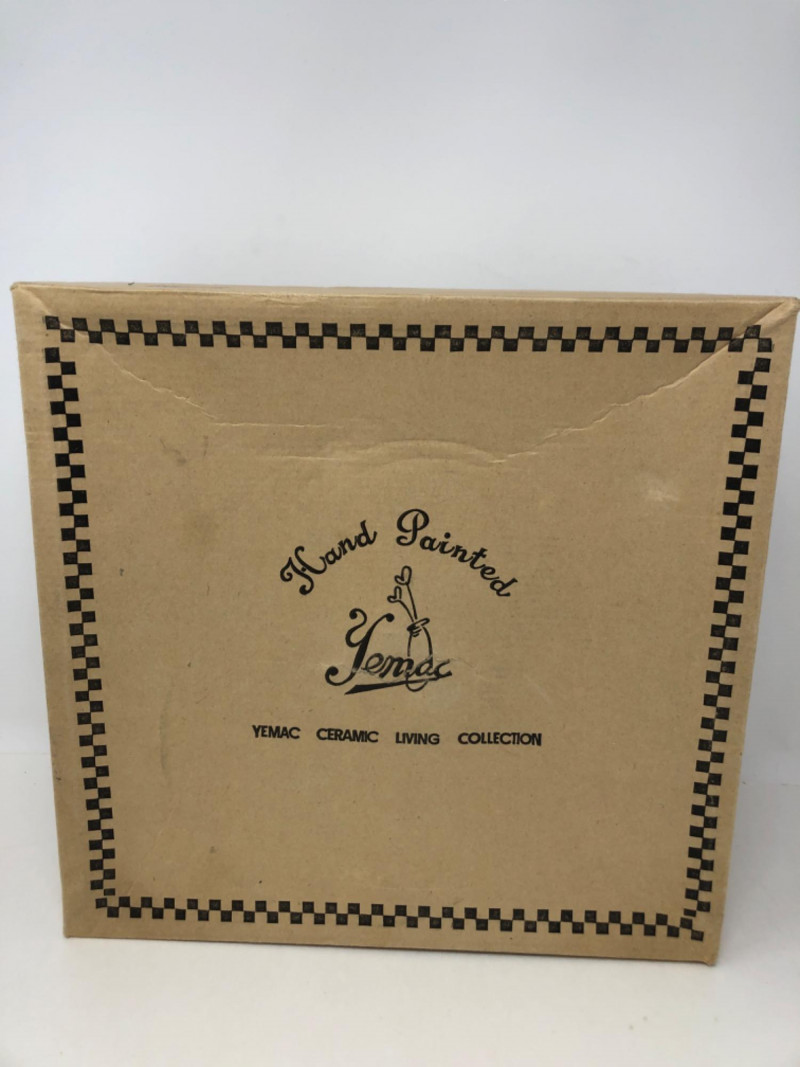 Hand Painted
Yemac
YEMAC CERAMIC LIVING COLLECTION